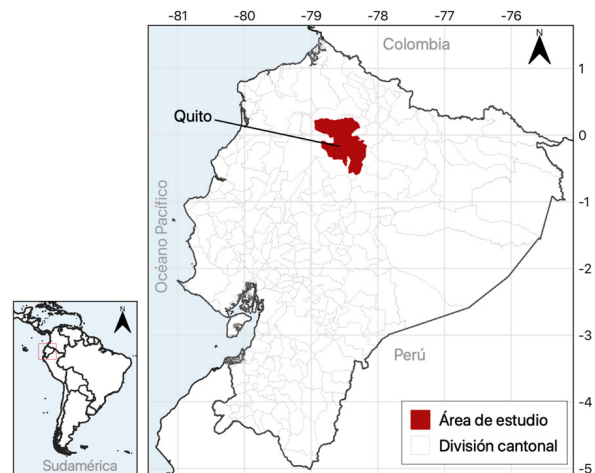 -81 -80 -79 -78 -77 -76
Colombia
N
1
Quito
0
-1
Océano Pacífico
-2
N
-3
Perú
-4
Área de estudio
División cantonal
Sudamérica
-5